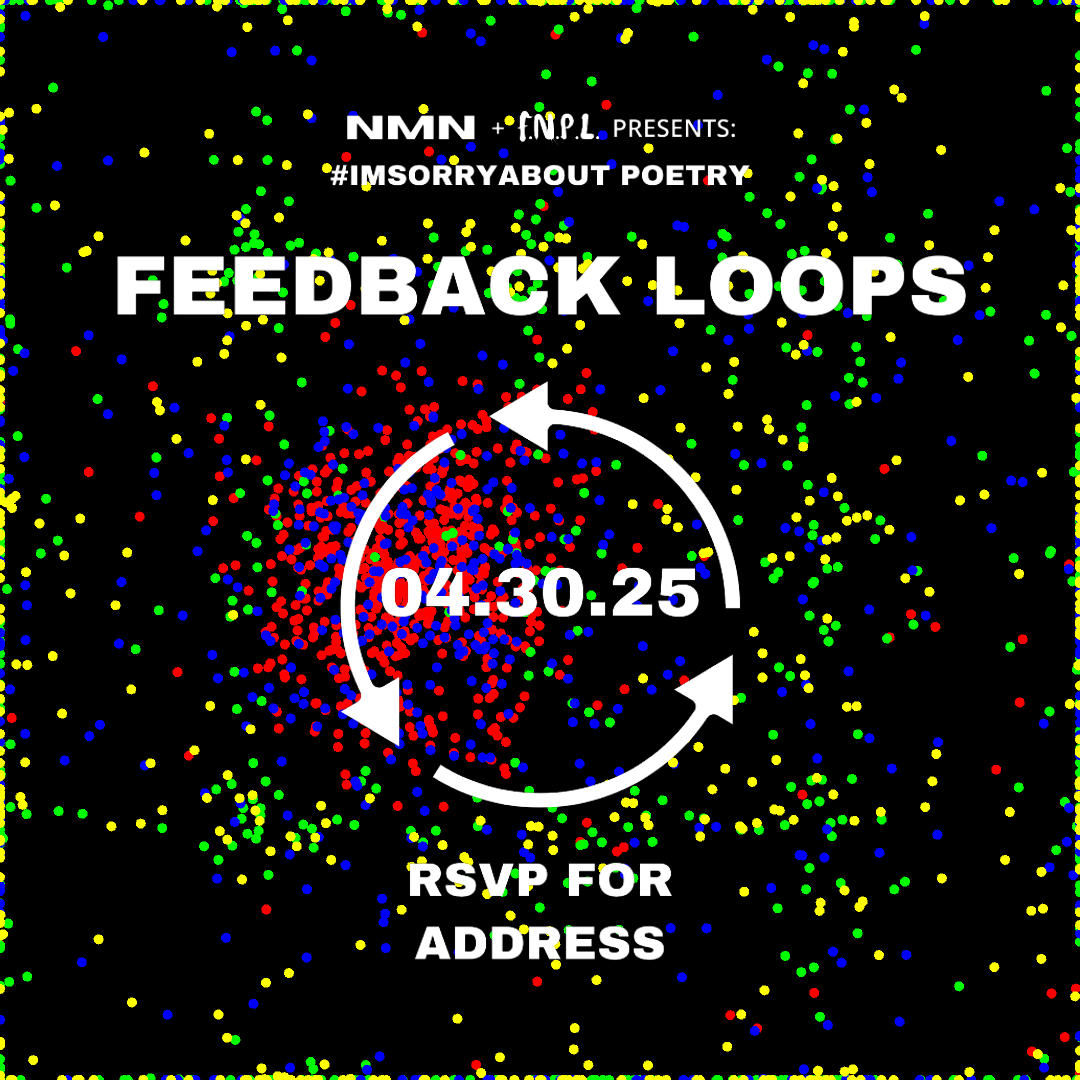 NMN + F.N.P.L. PRESENTS:
#IMSORRYABOUT POETRY
FEEDBACK LOOPS
04.30.25
RSVP FOR
ADDRESS